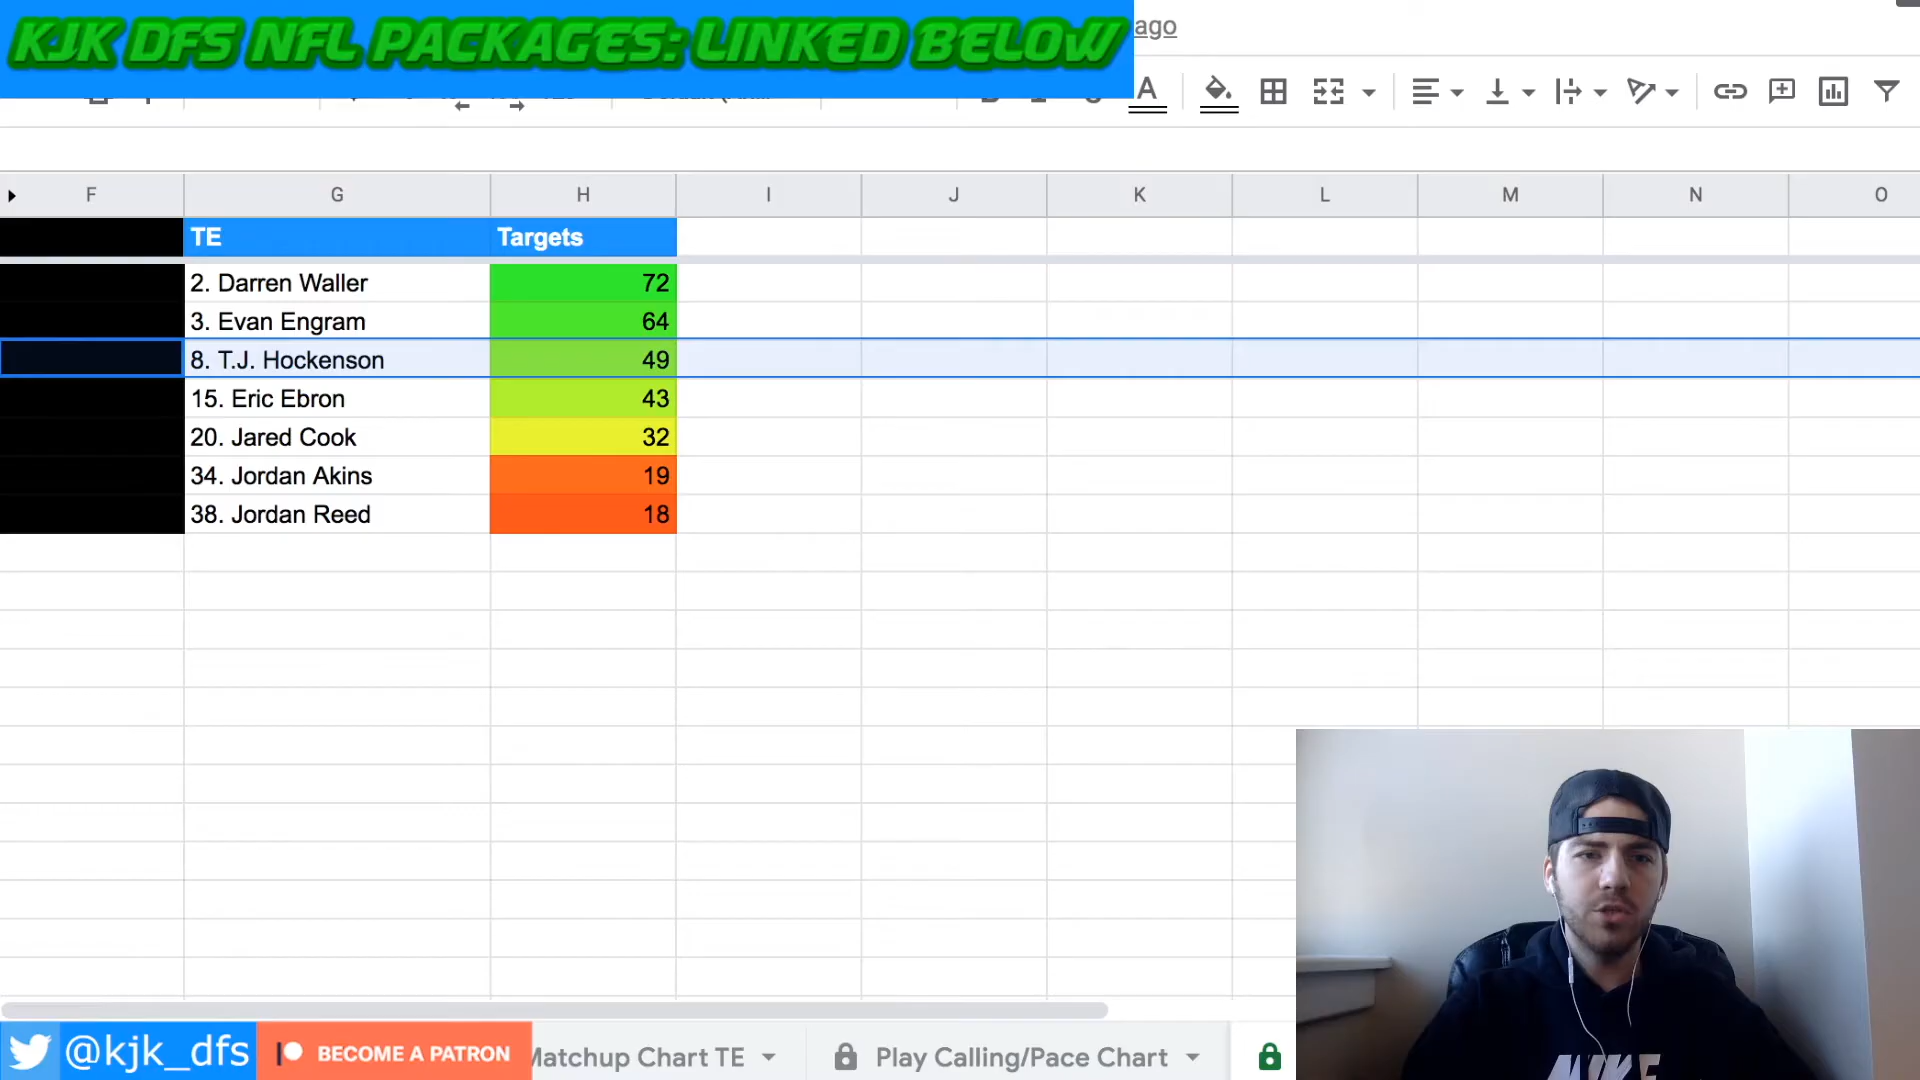 KJK DFS NFL PACKAGES: LINKED BELOW
ago
A
F G H I J K L M N O
TE Targets
2. Darren Waller 72
3. Evan Engram 64
8. T.J. Hockenson 49
15. Eric Ebron 43
20. Jared Cook 32
34. Jordan Akins 19
38. Jordan Reed 18
NIKE
@kjk_dfs BECOME A PATRON Matchup Chart TE Play Calling/Pace Chart